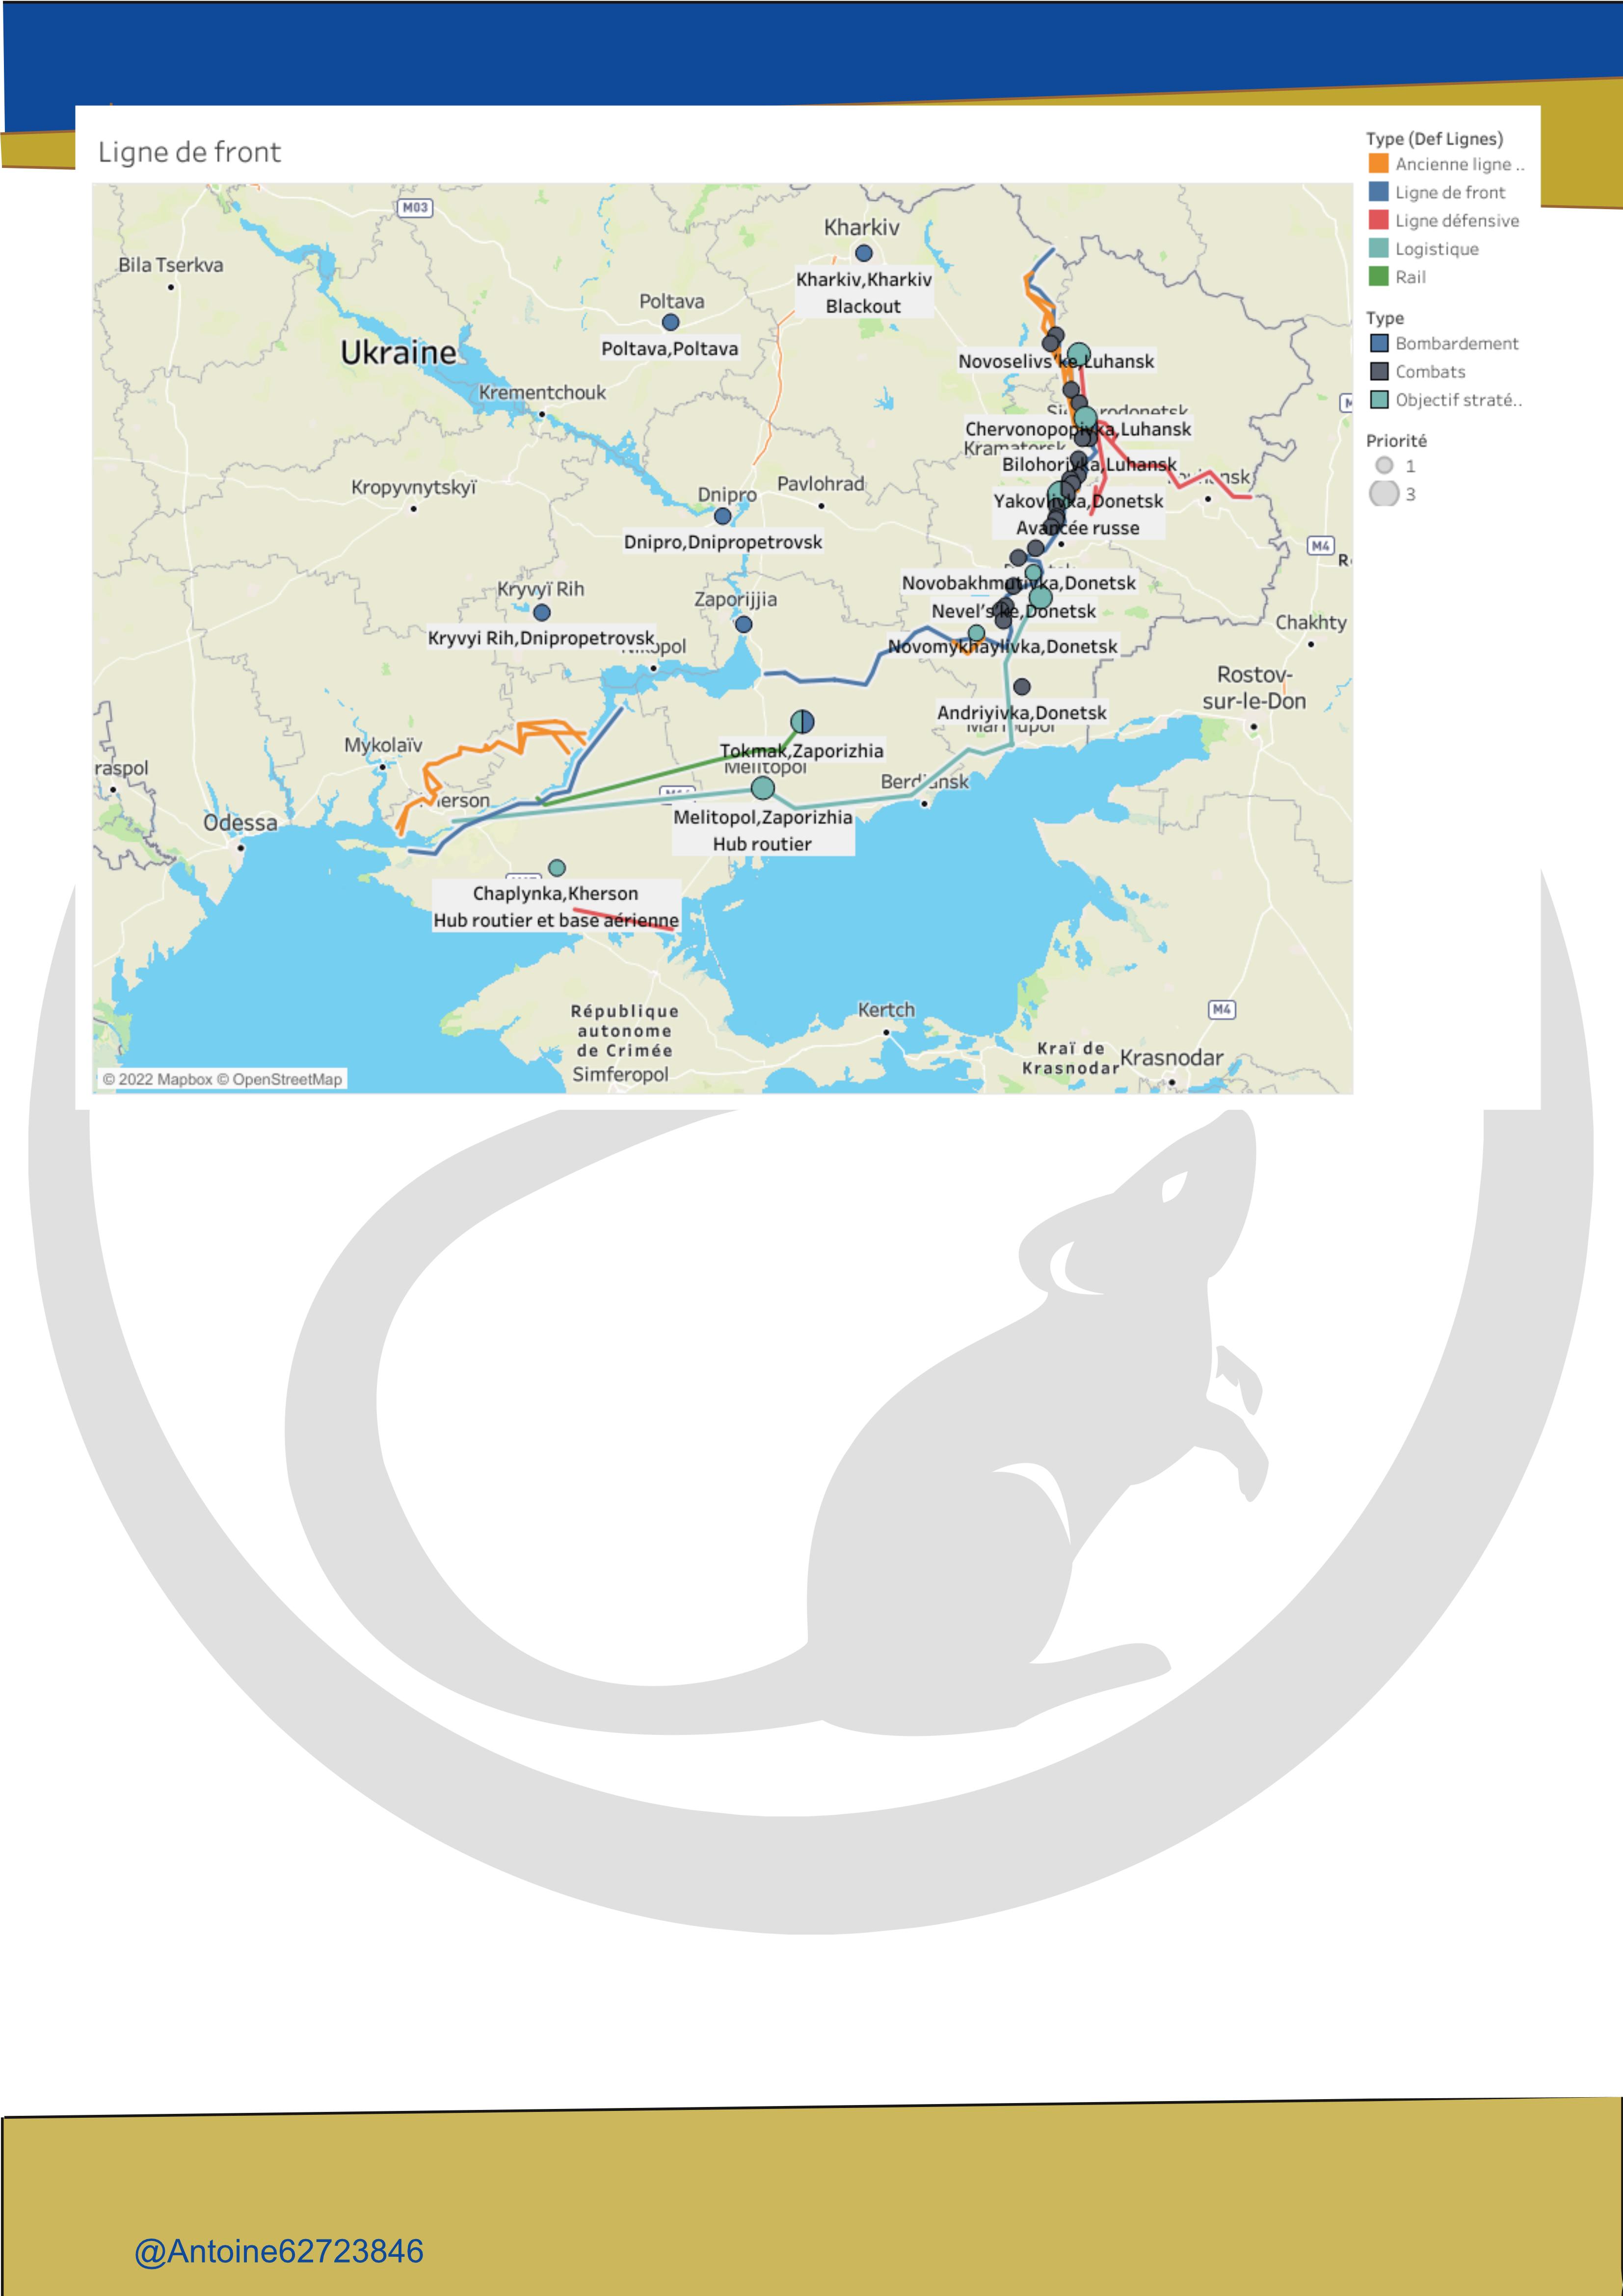 Ligne de front
Type (Def Lignes)
Ancienne ligne ..
Ligne de front
Ligne défensive
Logistique
Rail
Type
Bombardement
Combats
Objectif straté..
Priorité
1
3
M03
Kharkiv
Bila Tserkva
Kharkiv,Kharkiv
Blackout
Poltava
Poltava,Poltava
Ukraine
Novoselivs'ke,Luhansk
Krementchouk
Chervonopopivka,Luhansk
Kramatorsk
Bilohorivka,Luhansk
Kropyvnytskyï
Dnipro
Pavlohrad
Yakovlivka,Donetsk
Avancée russe
Dnipro,Dnipropetrovsk
M4
Kryvyï Rih
Zaporijjia
Novobakhmutivka,Donetsk
Nevel's'ke,Donetsk
Chakhty
Kryvyi Rih,Dnipropetrovsk
Novomykhaylivka,Donetsk
Rostov-
sur-le-Don
Andriyivka,Donetsk
Mykolaïv
Tokmak,Zaporizhia
Melitopol
raspol
Berdiansk
erson
Odessa
Melitopol,Zaporizhia
Hub routier
Chaplynka,Kherson
Hub routier et base aérienne
République
autonome
de Crimée
Simferopol
Kertch
M4
Kraï de
Krasnodar
Krasnodar
© 2022 Mapbox © OpenStreetMap
@Antoine62723846